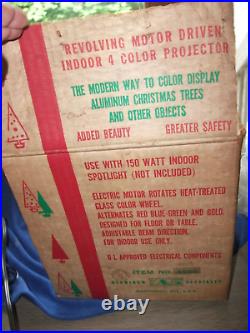 "REVOLVING MOTOR DRIVEN"
INDOOR 4 COLOR PROJECTOR
THE MODERN WAY TO COLOR DISPLAY
ALUMINUM CHRISTMAS TREES
AND OTHER OBJECTS
ADDED BEAUTY GREATER SAFETY
USE WITH 150 WATT INDOOR
SPOTLIGHT (NOT INCLUDED)
ELECTRIC MOTOR ROTATES HEAT-TREATED
GLASS COLOR WHEEL.
ALTERNATES RED BLUE-GREEN AND GOLD.
DESIGNED FOR FLOOR OR TABLE.
ADJUSTABLE BEAM DIRECTION.
FOR INDOOR USE ONLY.
U.L. APPROVED ELECTRICAL COMPONENTS
ITEM NO.
ALUMINUM SPECIALTY